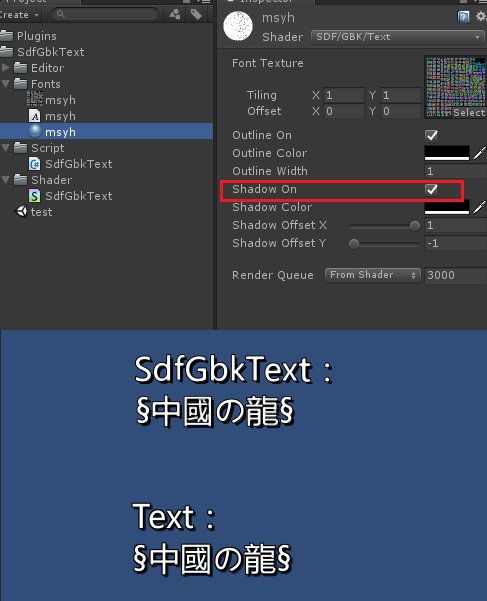 Project
Create
Plugins
SdfGbkText
Editor
Fonts
msyh
msyh
msyh
Script
SdfGbkText
Shader
SdfGbkText
test
Inspector
msyh
Shader SDF/GBK/Text
Font Texture
Tiling X 1 Y 1
Offset X 0 Y 0
Select
Outline On
Outline Color
Outline Width 1
Shadow On
Shadow Color
Shadow Offset X 1
Shadow Offset Y -1
Render Queue From Shader 3000
SdfGbkText：
§中國の龍§
Text：
§中國の龍§